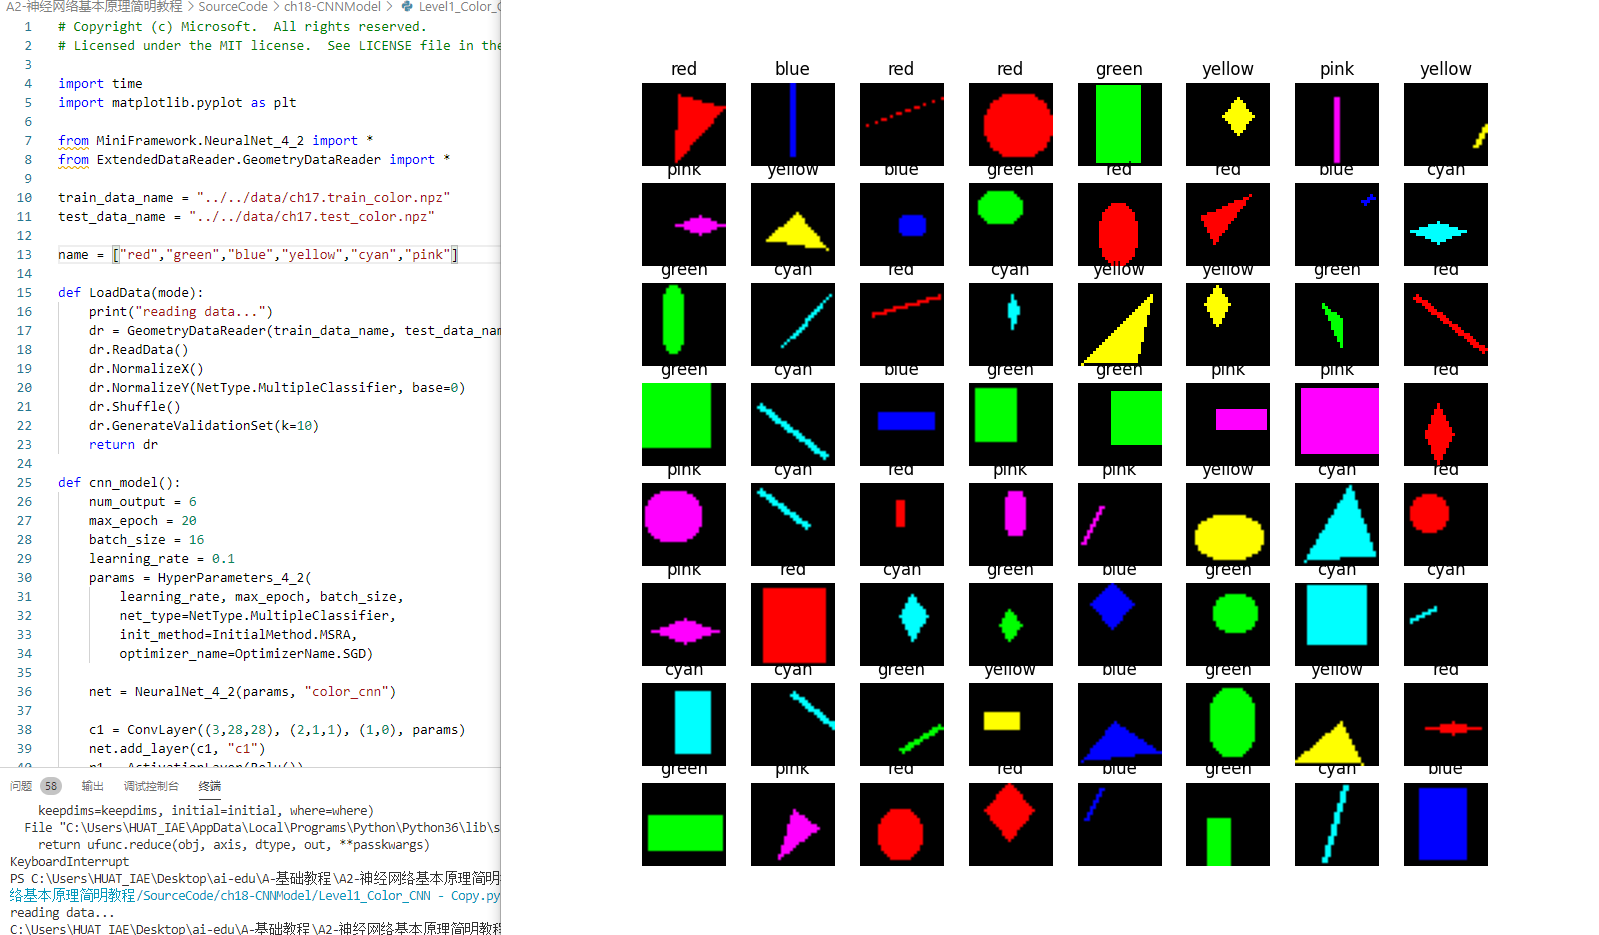 A2-神经网络基本原理简明教程 > SourceCode > ch18-CNNModel > Level1_Color_C
1 # Copyright (c) Microsoft.  All rights reserved.
2 # Licensed under the MIT license.  See LICENSE file in the
3
4 import time
5 import matplotlib.pyplot as plt
6
7 from MiniFramework.NeuralNet_4_2 import *
8 from ExtendedDataReader.GeometryDataReader import *
9
10 train_data_name = "../../data/ch17.train_color.npz"
11 test_data_name = "../../data/ch17.test_color.npz"
12
13 name = ["red","green","blue","yellow","cyan","pink"]
14
15 def LoadData(mode):
16     print("reading data...")
17     dr = GeometryDataReader(train_data_name, test_data_nam
18     dr.ReadData()
19     dr.NormalizeX()
20     dr.NormalizeY(NetType.MultipleClassifier, base=0)
21     dr.Shuffle()
22     dr.GenerateValidationSet(k=10)
23     return dr
24
25 def cnn_model():
26     num_output = 6
27     max_epoch = 20
28     batch_size = 16
29     learning_rate = 0.1
30     params = HyperParameters_4_2(
31         learning_rate, max_epoch, batch_size,
32         net_type=NetType.MultipleClassifier,
33         init_method=InitialMethod.MSRA,
34         optimizer_name=OptimizerName.SGD)
35
36     net = NeuralNet_4_2(params, "color_cnn")
37
38     c1 = ConvLayer((3,28,28), (2,1,1), (1,0), params)
39     net.add_layer(c1, "c1")
40     r1 = ActivationLayer(Relu())
问题 58 输出 调试控制台 终端
keepdims=keepdims, initial=initial, where=where)
File "C:\Users\HUAT_IAE\AppData\Local\Programs\Python\Python36\lib\s
return ufunc.reduce(obj, axis, dtype, out, **passkwargs)
KeyboardInterrupt
PS C:\Users\HUAT_IAE\Desktop\ai-edu\A-基础教程\A2-神经网络基本原理简明
络基本原理简明教程/SourceCode/ch18-CNNModel/Level1_Color_CNN - Copy.py
reading data...
C:\Users\HUAT_IAE\Desktop\ai-edu\A-基础教程\A2-神经网络基本原理简明教程
red blue red red green yellow pink yellow
pink yellow blue green red red blue cyan
green cyan red cyan yellow yellow green red
green cyan blue green green pink pink red
pink cyan red pink pink yellow cyan red
pink red cyan green blue green cyan cyan
cyan cyan green yellow blue green yellow red
green pink red red blue green cyan blue